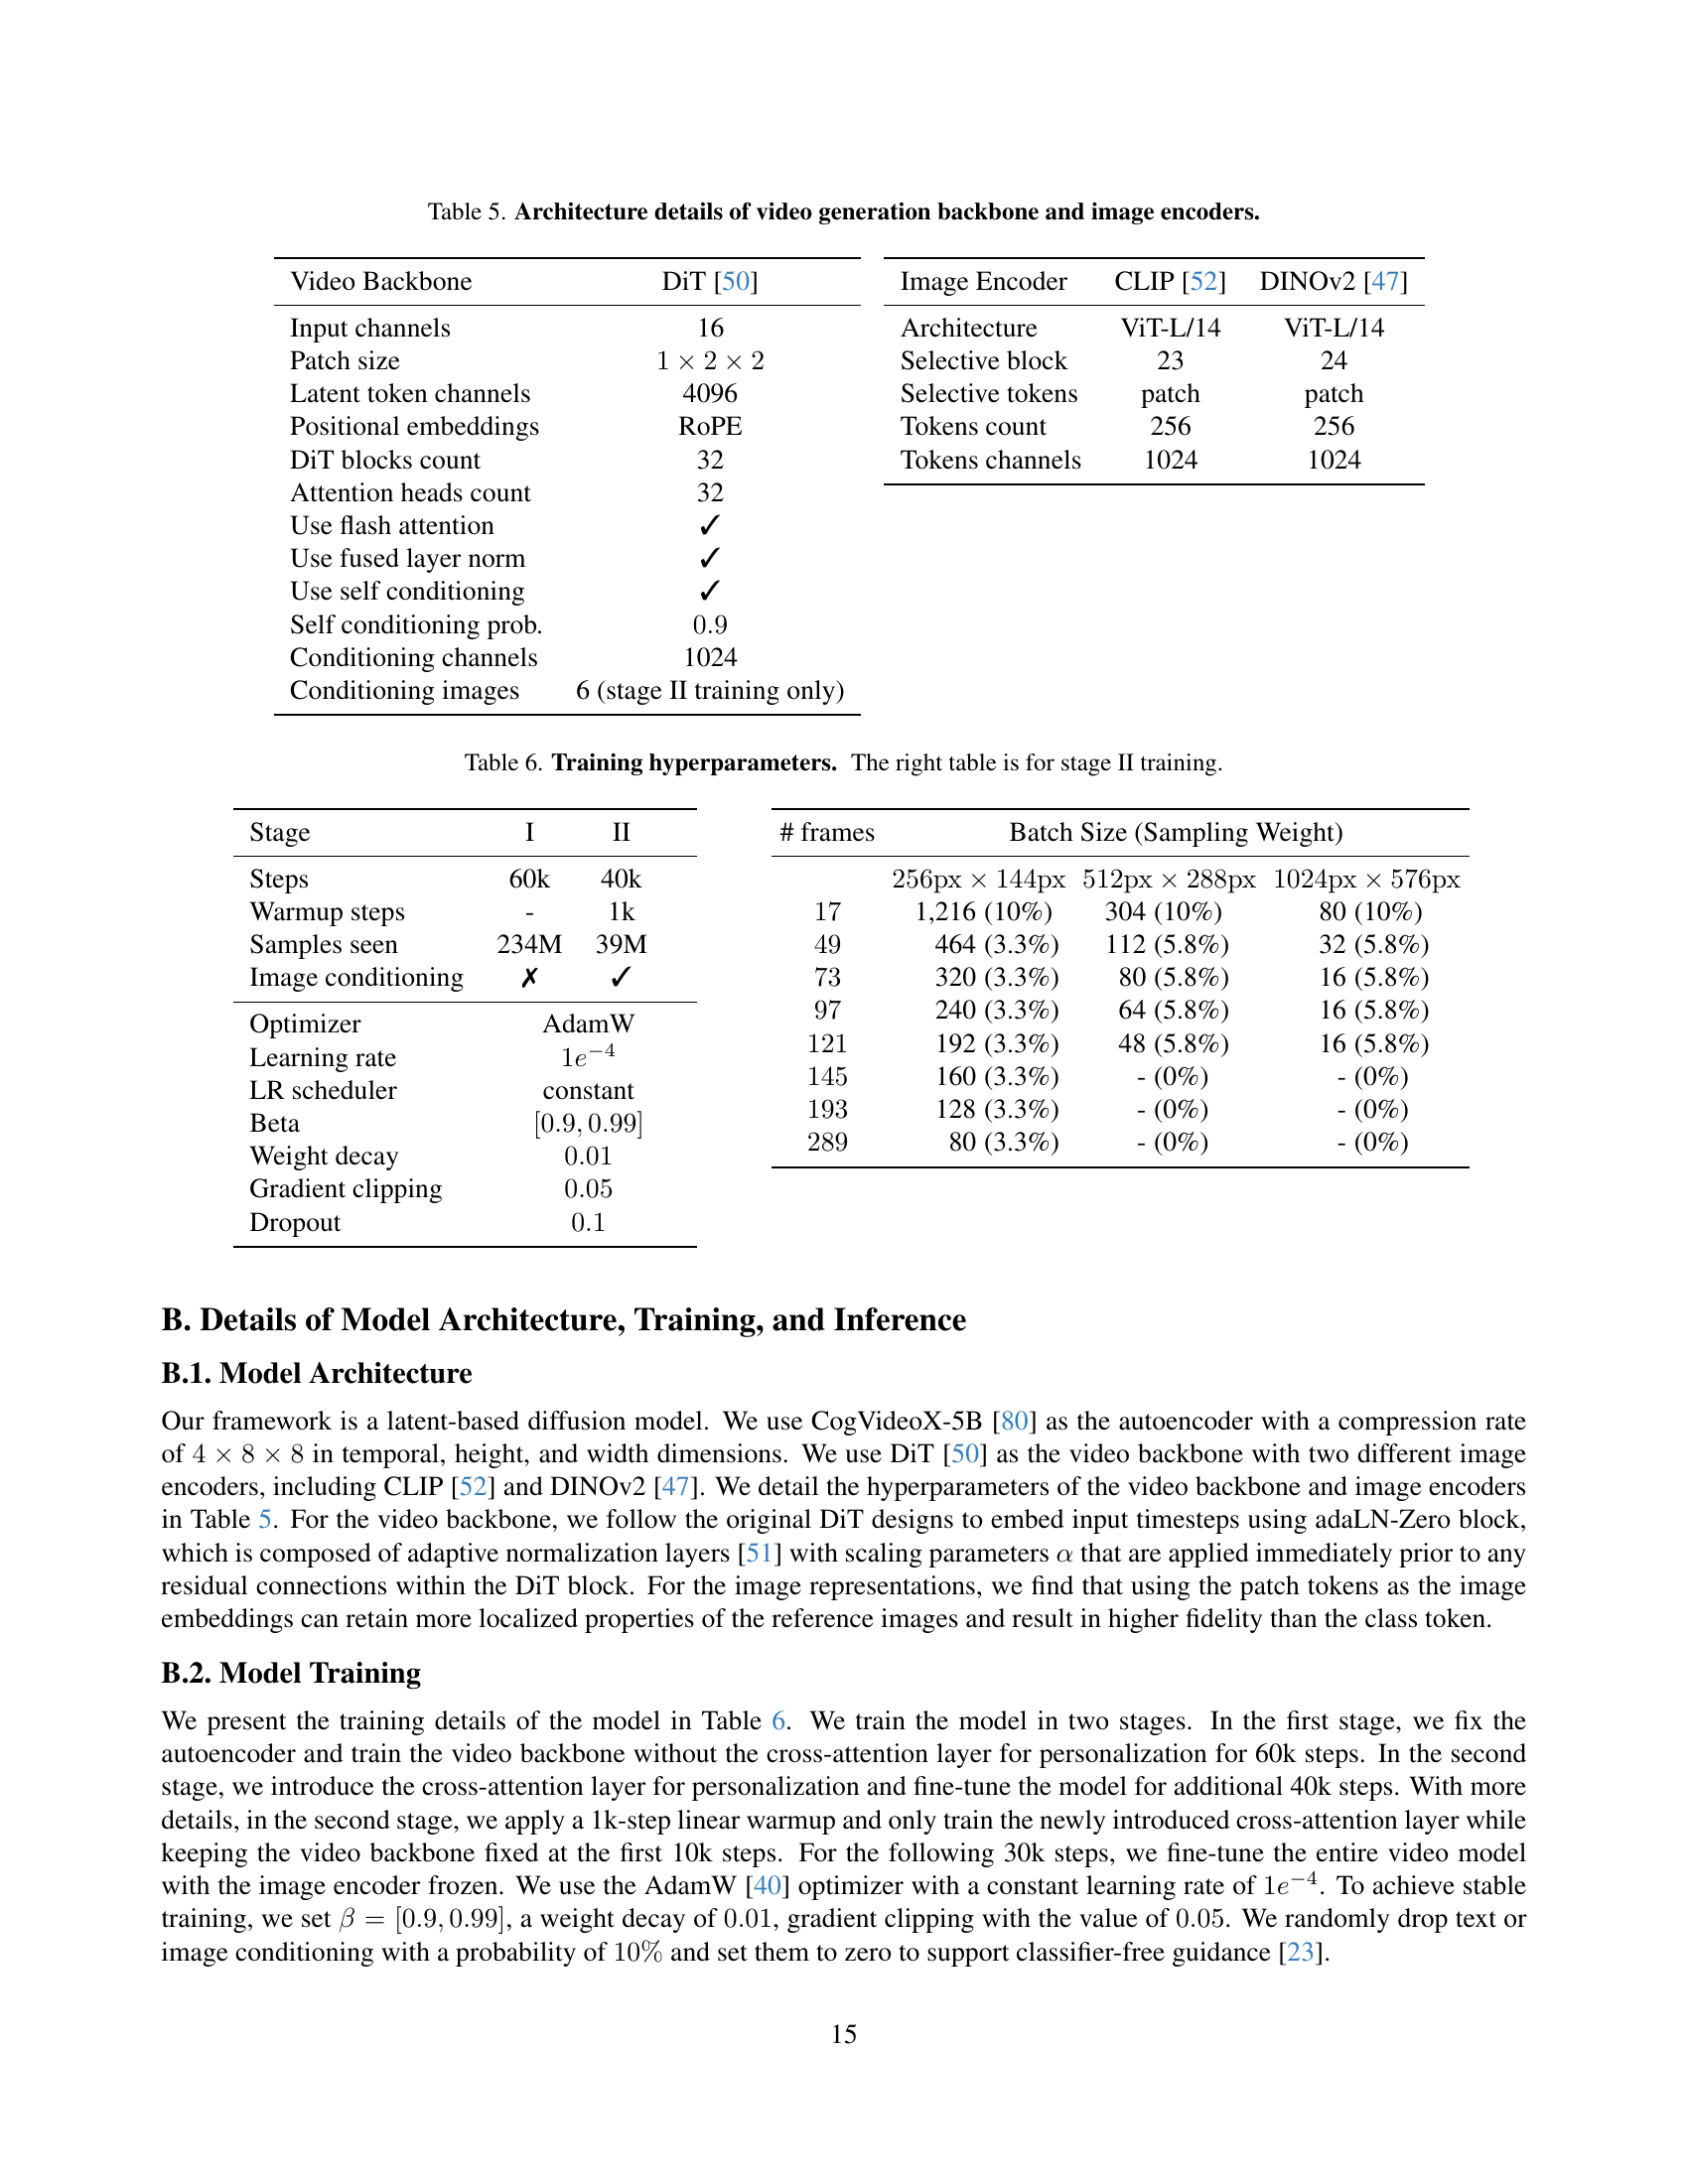 Table 5. Architecture details of video generation backbone and image encoders.
Video Backbone DiT [50]
Input channels 16
Patch size 1 × 2 × 2
Latent token channels 4096
Positional embeddings RoPE
DiT blocks count 32
Attention heads count 32
Use flash attention ✓
Use fused layer norm ✓
Use self conditioning ✓
Self conditioning prob. 0.9
Conditioning channels 1024
Conditioning images 6 (stage II training only)
Image Encoder CLIP [52] DINOv2 [47]
Architecture ViT-L/14 ViT-L/14
Selective block 23 24
Selective tokens patch patch
Tokens count 256 256
Tokens channels 1024 1024
Table 6. Training hyperparameters. The right table is for stage II training.
Stage I II
Steps 60k 40k
Warmup steps - 1k
Samples seen 234M 39M
Image conditioning ✗ ✓
Optimizer AdamW
Learning rate 1e⁻⁴
LR scheduler constant
Beta [0.9, 0.99]
Weight decay 0.01
Gradient clipping 0.05
Dropout 0.1
# frames Batch Size (Sampling Weight)
256px × 144px 512px × 288px 1024px × 576px
17 1,216 (10%) 304 (10%) 80 (10%)
49 464 (3.3%) 112 (5.8%) 32 (5.8%)
73 320 (3.3%) 80 (5.8%) 16 (5.8%)
97 240 (3.3%) 64 (5.8%) 16 (5.8%)
121 192 (3.3%) 48 (5.8%) 16 (5.8%)
145 160 (3.3%) - (0%) - (0%)
193 128 (3.3%) - (0%) - (0%)
289 80 (3.3%) - (0%) - (0%)
B. Details of Model Architecture, Training, and Inference
B.1. Model Architecture
Our framework is a latent-based diffusion model. We use CogVideoX-5B [80] as the autoencoder with a compression rate
of 4 × 8 × 8 in temporal, height, and width dimensions. We use DiT [50] as the video backbone with two different image
encoders, including CLIP [52] and DINOv2 [47]. We detail the hyperparameters of the video backbone and image encoders
in Table 5. For the video backbone, we follow the original DiT designs to embed input timesteps using adaLN-Zero block,
which is composed of adaptive normalization layers [51] with scaling parameters α that are applied immediately prior to any
residual connections within the DiT block. For the image representations, we find that using the patch tokens as the image
embeddings can retain more localized properties of the reference images and result in higher fidelity than the class token.
B.2. Model Training
We present the training details of the model in Table 6. We train the model in two stages. In the first stage, we fix the
autoencoder and train the video backbone without the cross-attention layer for personalization for 60k steps. In the second
stage, we introduce the cross-attention layer for personalization and fine-tune the model for additional 40k steps. With more
details, in the second stage, we apply a 1k-step linear warmup and only train the newly introduced cross-attention layer while
keeping the video backbone fixed at the first 10k steps. For the following 30k steps, we fine-tune the entire video model
with the image encoder frozen. We use the AdamW [40] optimizer with a constant learning rate of 1e⁻⁴. To achieve stable
training, we set β = [0.9, 0.99], a weight decay of 0.01, gradient clipping with the value of 0.05. We randomly drop text or
image conditioning with a probability of 10% and set them to zero to support classifier-free guidance [23].
15